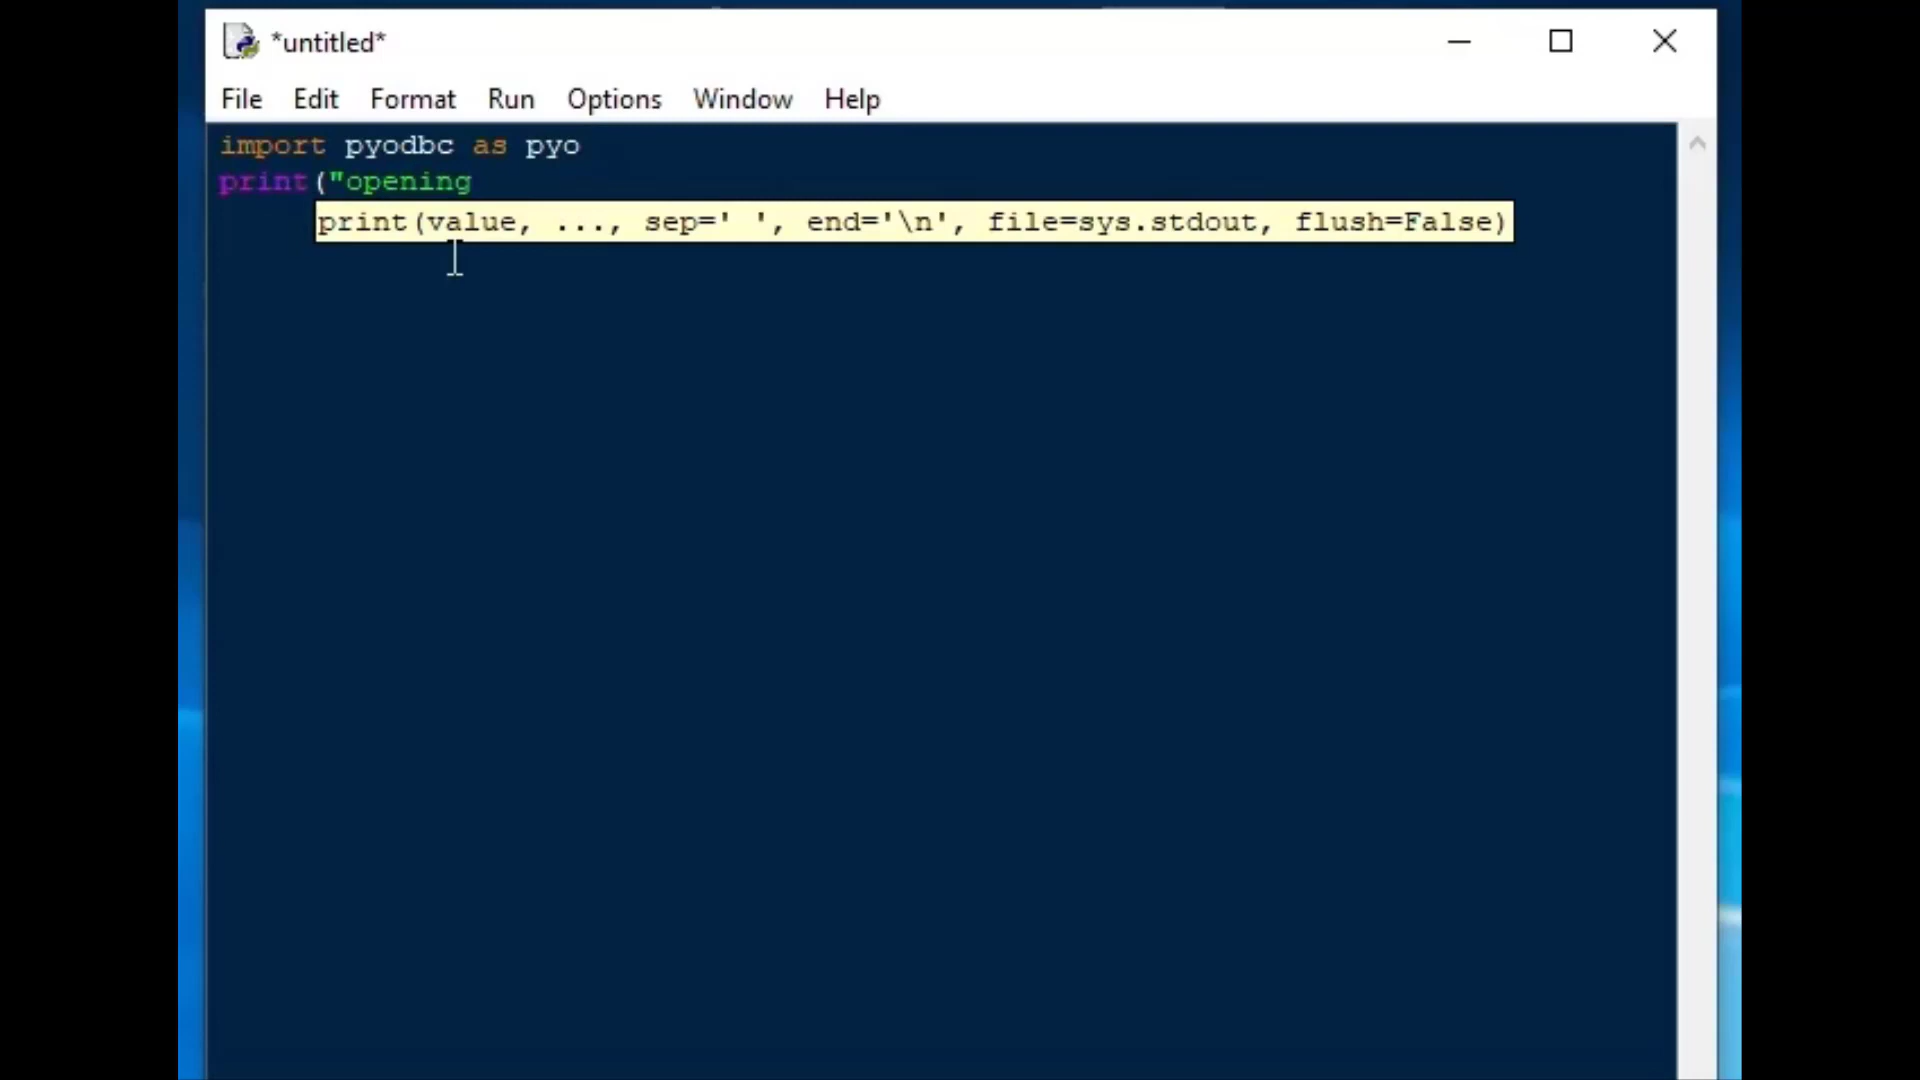 *untitled*
File Edit Format Run Options Window Help
import pyodbc as pyo
print("opening
print(value, ..., sep=' ', end='\n', file=sys.stdout, flush=False)